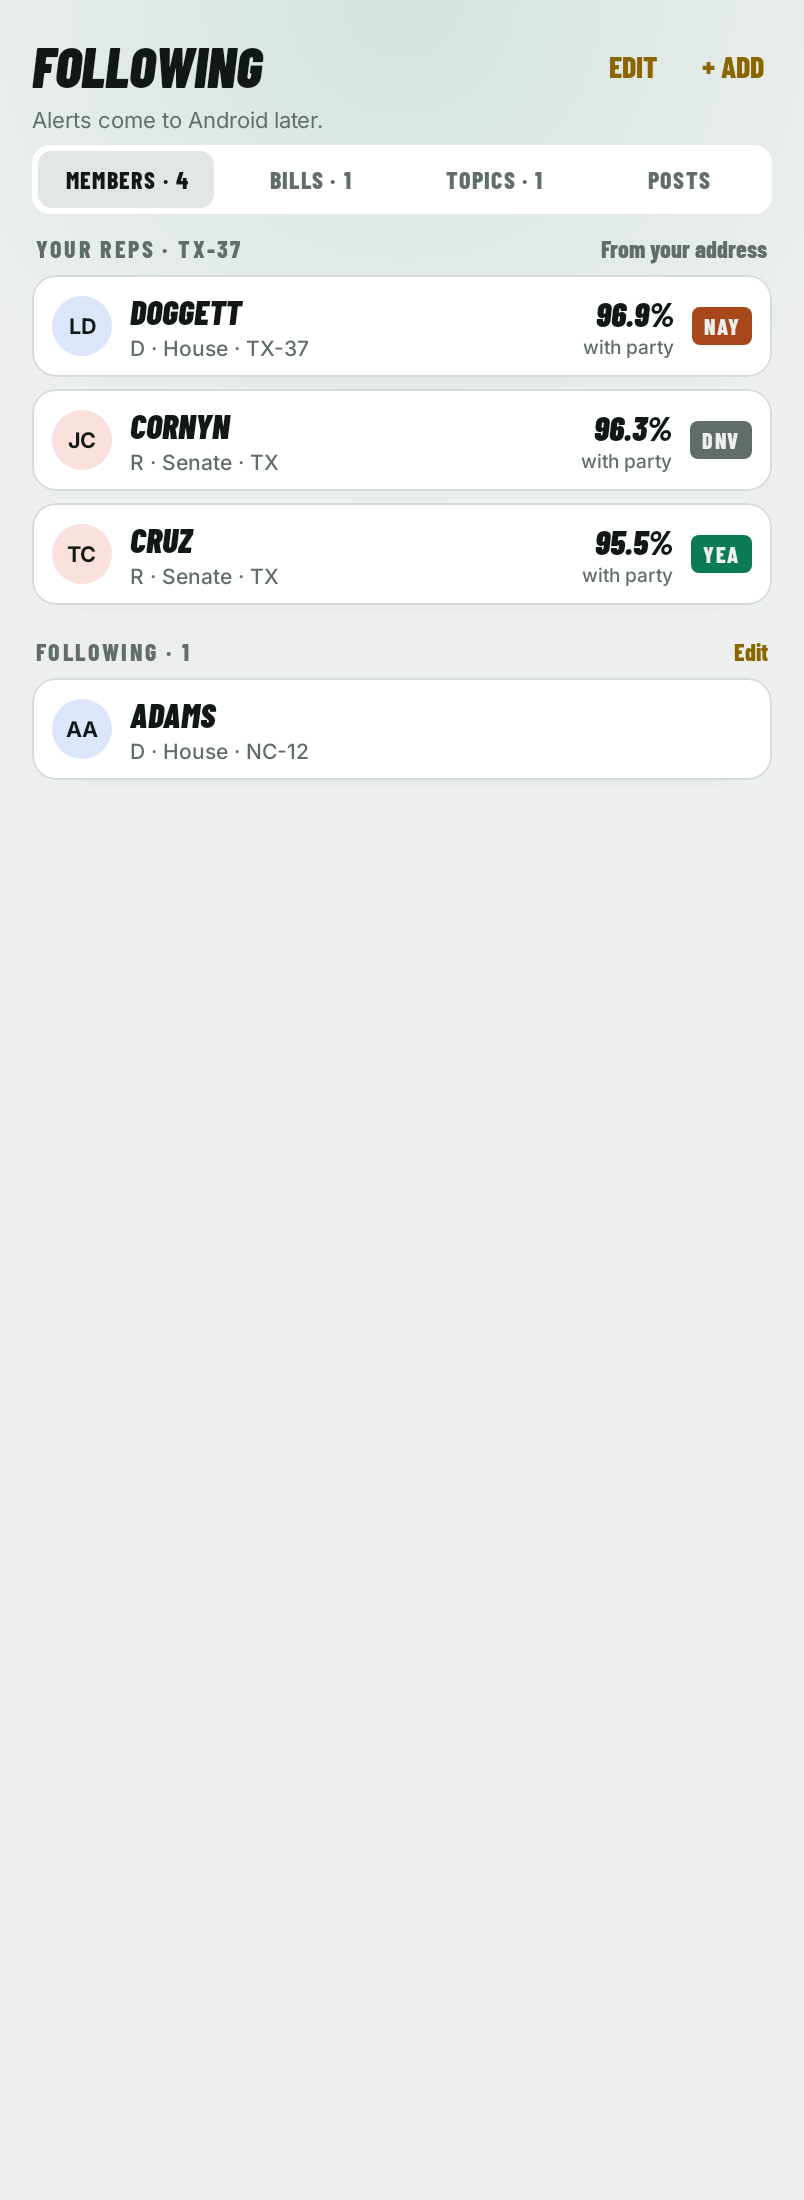 FOLLOWING
EDIT
+ ADD
Alerts come to Android later.
MEMBERS · 4
BILLS · 1
TOPICS · 1
POSTS
YOUR REPS · TX-37
From your address
LD
DOGGETT
D · House · TX-37
96.9%
with party
NAY
JC
CORNYN
R · Senate · TX
96.3%
with party
DNV
TC
CRUZ
R · Senate · TX
95.5%
with party
YEA
FOLLOWING · 1
Edit
AA
ADAMS
D · House · NC-12